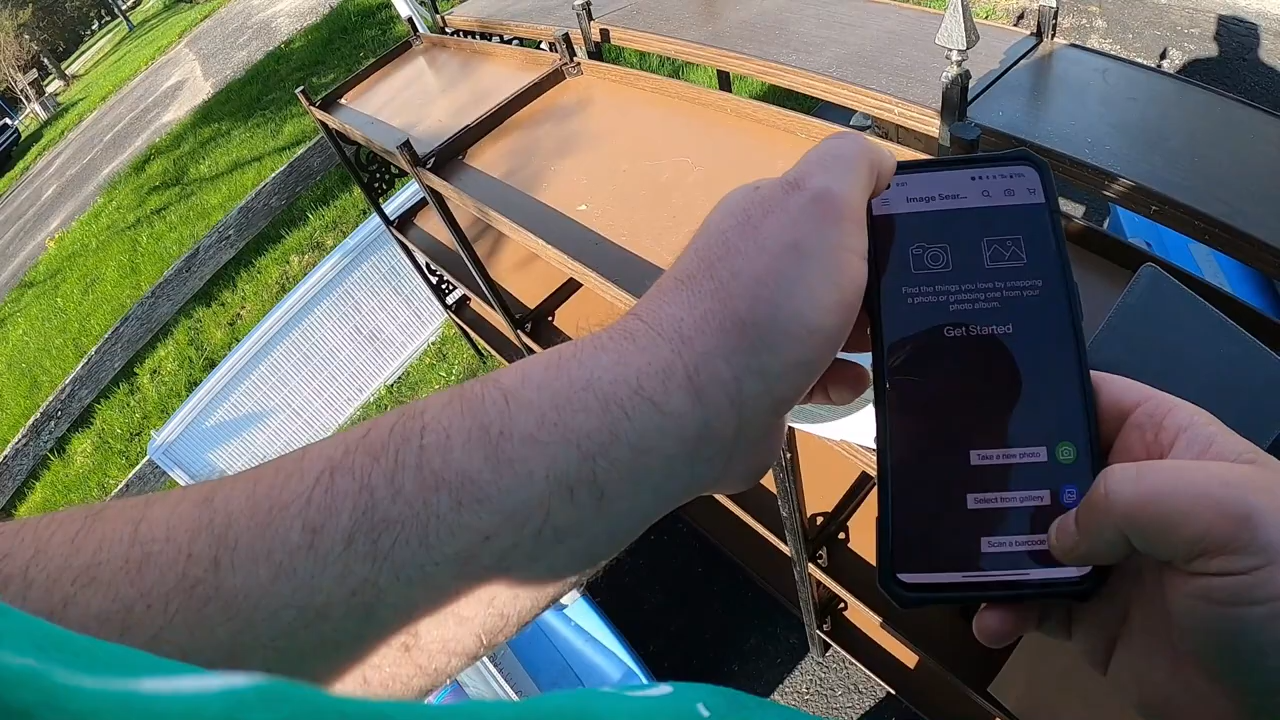 Image Sear...
Find the things you love by snapping
a photo or grabbing one from your
photo album.
Get Started
Take a new photo
Select from gallery
Scan a barcode